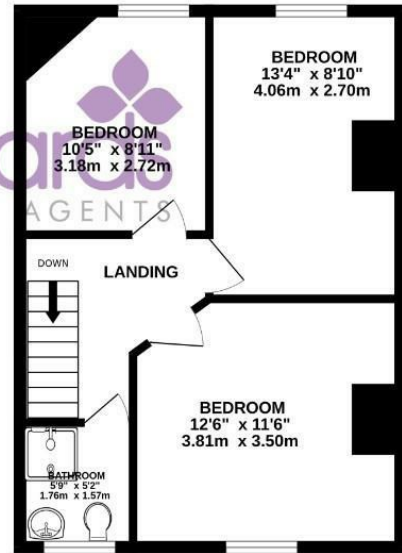 BEDROOM
13'4" x 8'10"
4.06m x 2.70m
BEDROOM
10'5" x 8'11"
3.18m x 2.72m
AGENTS
DOWN
LANDING
BEDROOM
12'6" x 11'6"
3.81m x 3.50m
BATHROOM
5'9" x 5'2"
1.76m x 1.57m